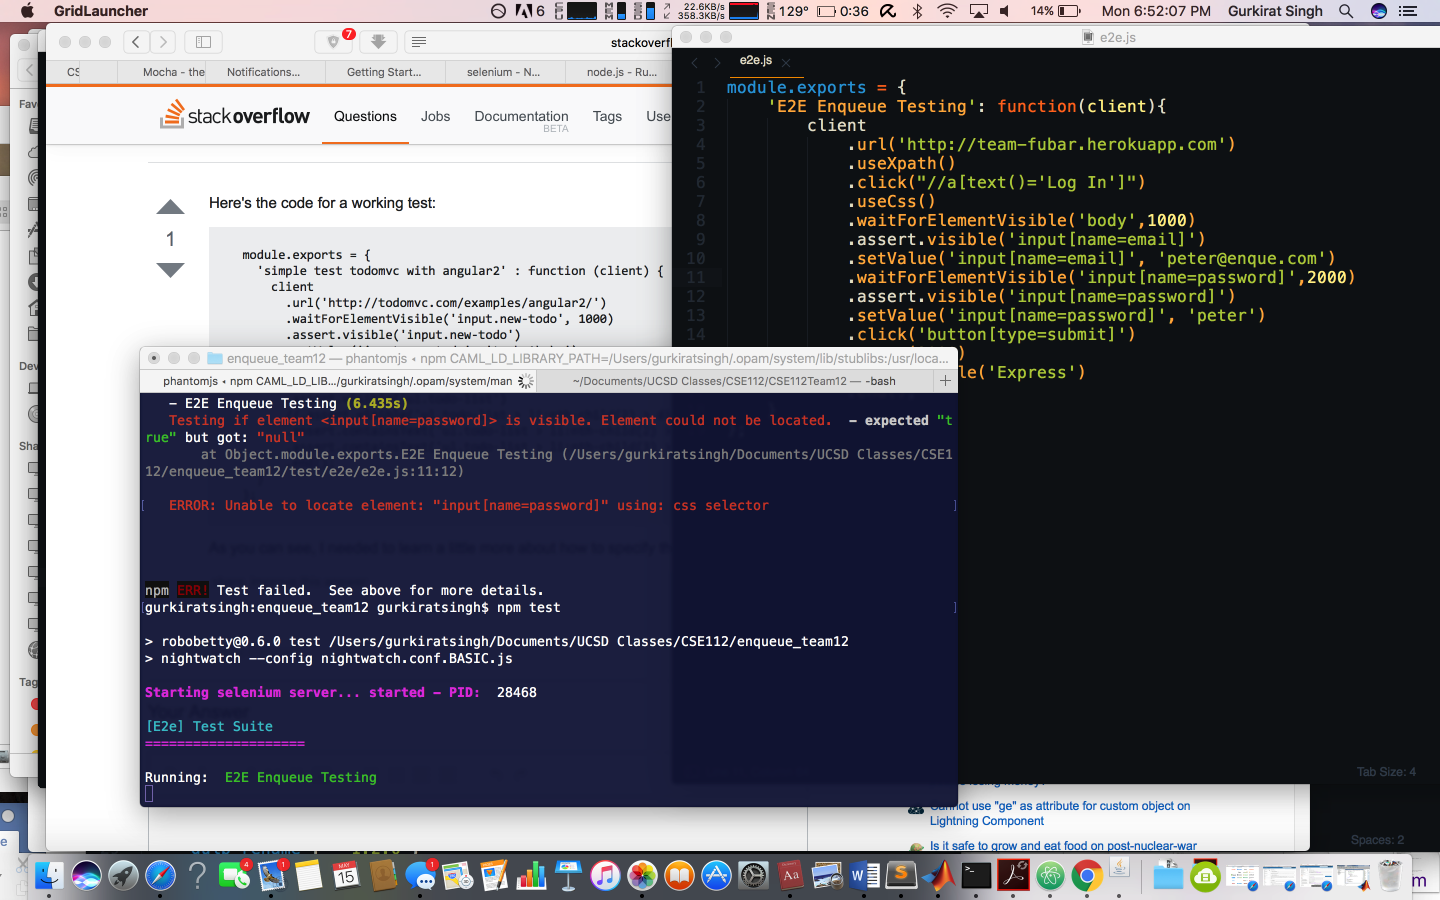 GridLauncher
6
22.6KB/s
358.3KB/s
129°
0:36
14%
Mon 6:52:07 PM
Gurkirat Singh
7
stackoverfl
CS
Mocha - the
Notifications...
Getting Start...
selenium - N...
node.js - Ru...
stackoverflow
Questions
Jobs
Documentation
BETA
Tags
Use
Here's the code for a working test:
1
module.exports = {
'simple test todomvc with angular2' : function (client) {
client
.url('http://todomvc.com/examples/angular2/')
.waitForElementVisible('input.new-todo', 1000)
.assert.visible('input.new-todo')
e2e.js
e2e.js
1 module.exports = {
2 'E2E Enqueue Testing': function(client){
3 client
4 .url('http://team-fubar.herokuapp.com')
5 .useXpath()
6 .click("//a[text()='Log In']")
7 .useCss()
8 .waitForElementVisible('body',1000)
9 .assert.visible('input[name=email]')
10 .setValue('input[name=email]', 'peter@enque.com')
11 .waitForElementVisible('input[name=password]',2000)
12 .assert.visible('input[name=password]')
13 .setValue('input[name=password]', 'peter')
14 .click('button[type=submit]')
)
le('Express')
Tab Size: 4
Spaces: 2
enqueue_team12 — phantomjs ◂ npm CAML_LD_LIBRARY_PATH=/Users/gurkiratsingh/.opam/system/lib/stublibs:/usr/loca...
phantomjs ◂ npm CAML_LD_LIB.../gurkiratsingh/.opam/system/man
~/Documents/UCSD Classes/CSE112/CSE112Team12 — -bash
– E2E Enqueue Testing (6.435s)
Testing if element <input[name=password]> is visible. Element could not be located.  – expected "t
rue" but got: "null"
at Object.module.exports.E2E Enqueue Testing (/Users/gurkiratsingh/Documents/UCSD Classes/CSE1
12/enqueue_team12/test/e2e/e2e.js:11:12)
ERROR: Unable to locate element: "input[name=password]" using: css selector
npm ERR! Test failed.  See above for more details.
gurkiratsingh:enqueue_team12 gurkiratsingh$ npm test
> robobetty@0.6.0 test /Users/gurkiratsingh/Documents/UCSD Classes/CSE112/enqueue_team12
> nightwatch --config nightwatch.conf.BASIC.js
Starting selenium server... started – PID:  28468
[E2e] Test Suite
====================
Running:  E2E Enqueue Testing
Cannot use "ge" as attribute for custom object on
Lightning Component
Is it safe to grow and eat food on post-nuclear-war
Fav
Dev
Sha
Tag
4
1
MAY
15
1
Aa